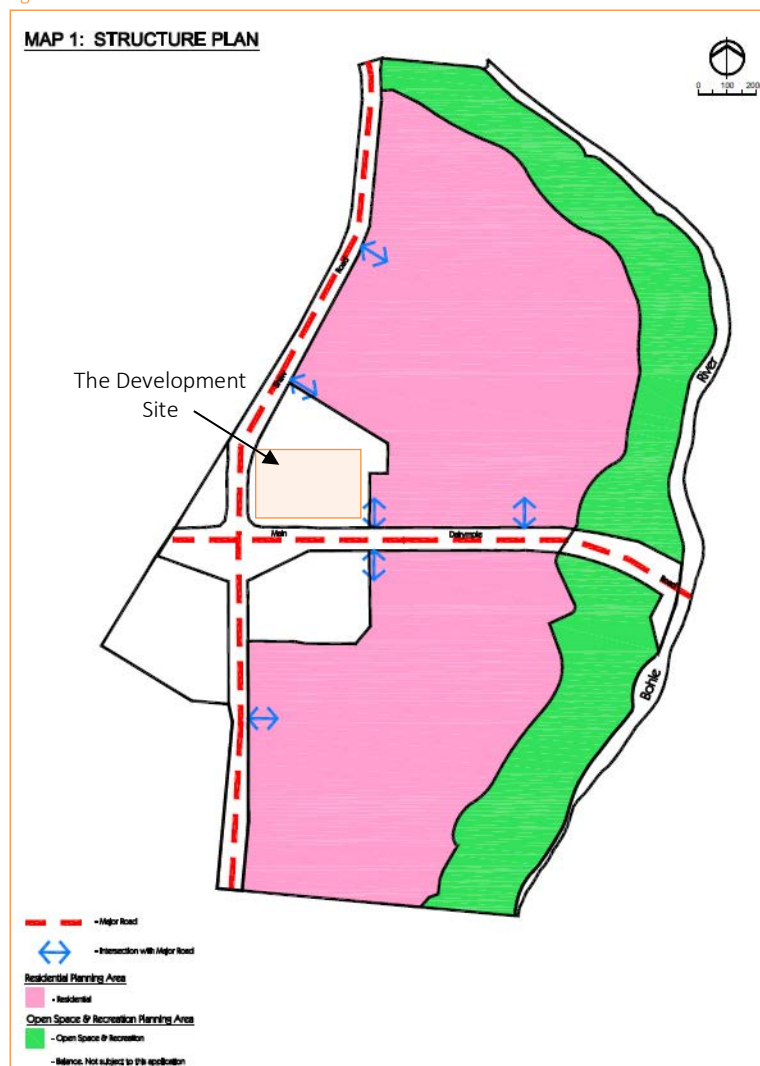 MAP 1: STRUCTURE PLAN
0 100 200
Road
River
The Development
Site
Main
Dalrymple
Road
Bohle
- Major Road
- Intersection with Major Road
Residential Planning Area
- Residential
Open Space & Recreation Planning Area
- Open Space & Recreation
- Balance. Not subject to this application